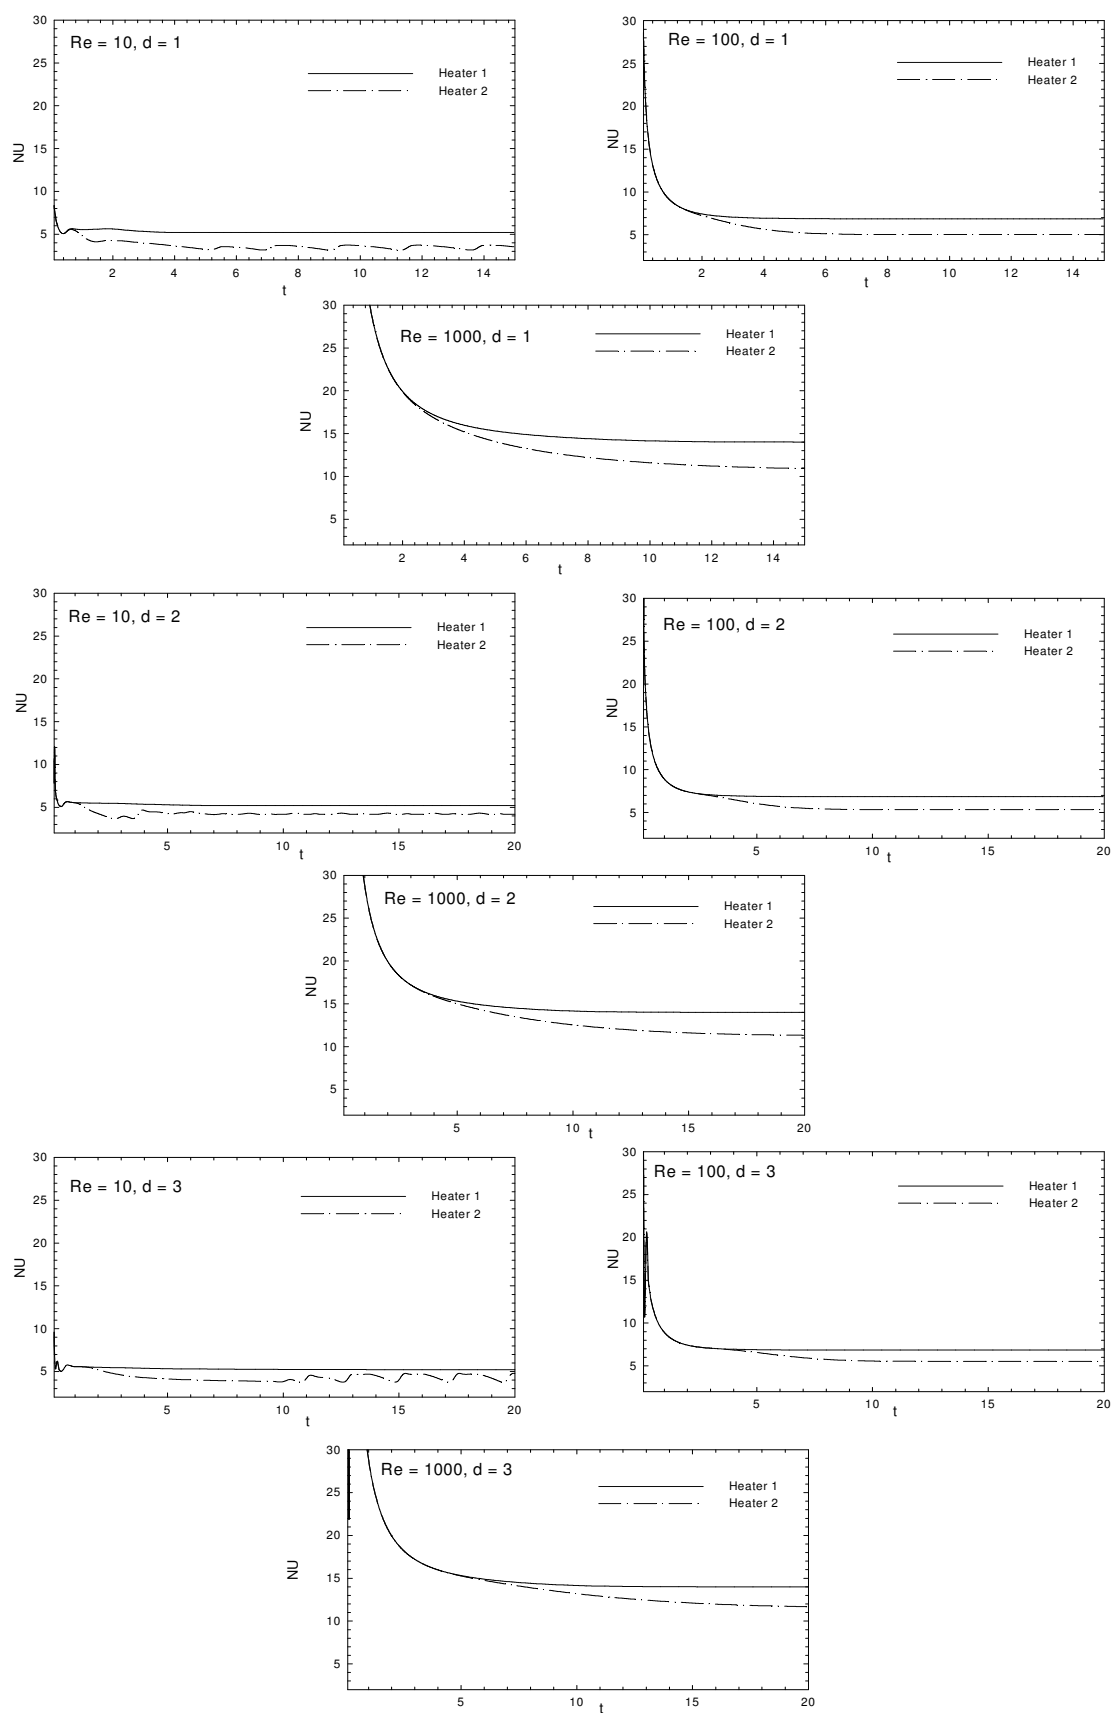 30
Re = 10, d = 1
25
Heater 1
Heater 2
20
NU
15
10
5
2 4 6 8 10 12 14
t
30
Re = 100, d = 1
25
Heater 1
Heater 2
20
NU
15
10
5
2 4 6 8 10 12 14
t
30
Re = 1000, d = 1
Heater 1
Heater 2
25
20
NU
15
10
5
2 4 6 8 10 12 14
t
30
Re = 10, d = 2
Heater 1
Heater 2
25
20
NU
15
10
5
5 10 15 20
t
30
Re = 100, d = 2
Heater 1
Heater 2
25
20
NU
15
10
5
5 10 15 20
t
30
Re = 1000, d = 2
Heater 1
Heater 2
25
20
NU
15
10
5
5 10 15 20
t
30
Re = 10, d = 3
Heater 1
Heater 2
25
20
NU
15
10
5
5 10 15 20
t
30
Re = 100, d = 3
Heater 1
Heater 2
25
20
NU
15
10
5
5 10 15 20
t
30
Re = 1000, d = 3
Heater 1
Heater 2
25
20
NU
15
10
5
5 10 15 20
t